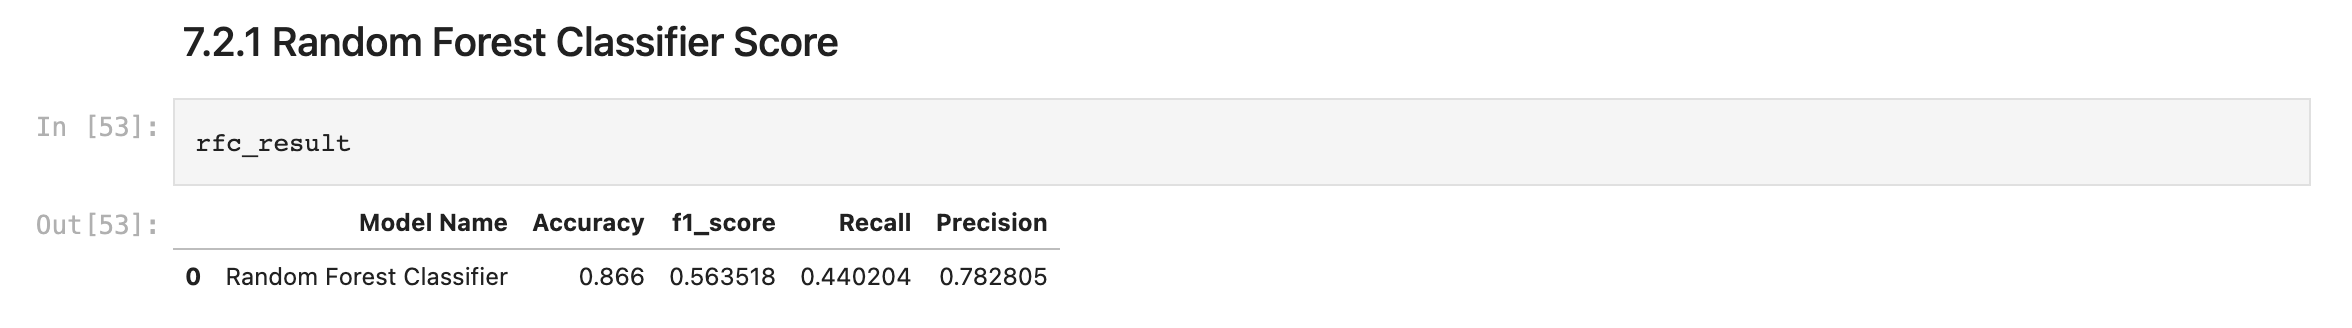 7.2.1 Random Forest Classifier Score
In [53]:
rfc_result
Out[53]:
Model Name Accuracy f1_score Recall Precision
0 Random Forest Classifier 0.866 0.563518 0.440204 0.782805